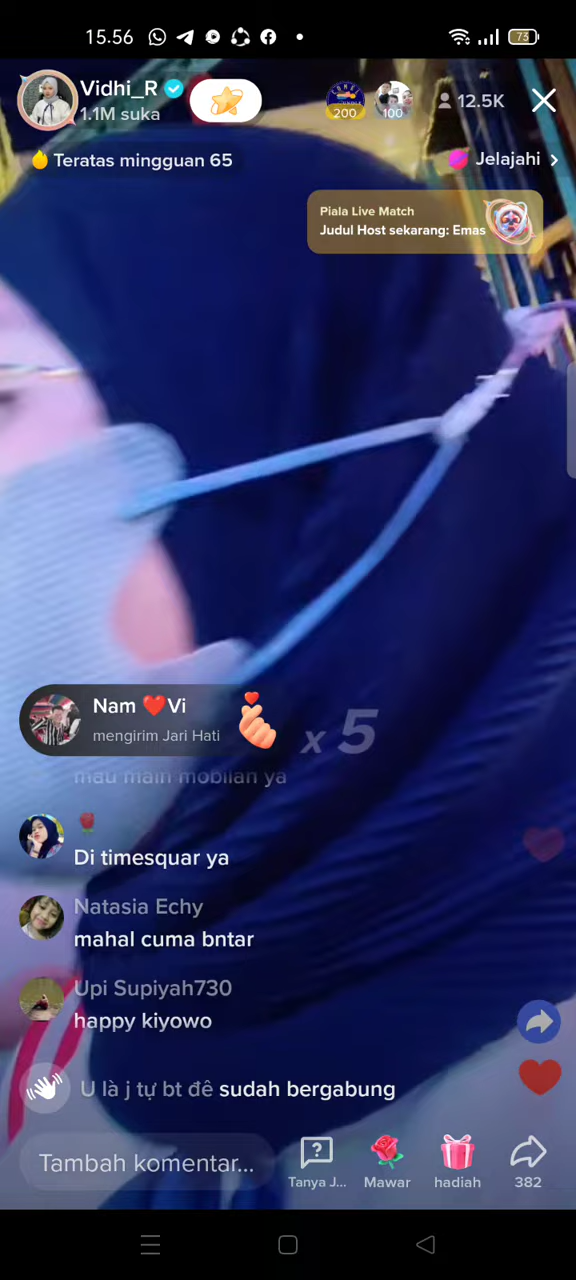 15.56
73
Vidhi_R
1.1M suka
200
100
12.5K
Teratas mingguan 65
Jelajahi
Piala Live Match
Judul Host sekarang: Emas
Nam ❤️Vi
mengirim Jari Hati
x 5
mau main mobilan ya
🌹
Di timesquar ya
Natasia Echy
mahal cuma bntar
Upi Supiyah730
happy kiyowo
U là j tự bt đê sudah bergabung
Tambah komentar...
Tanya J...
Mawar
hadiah
382